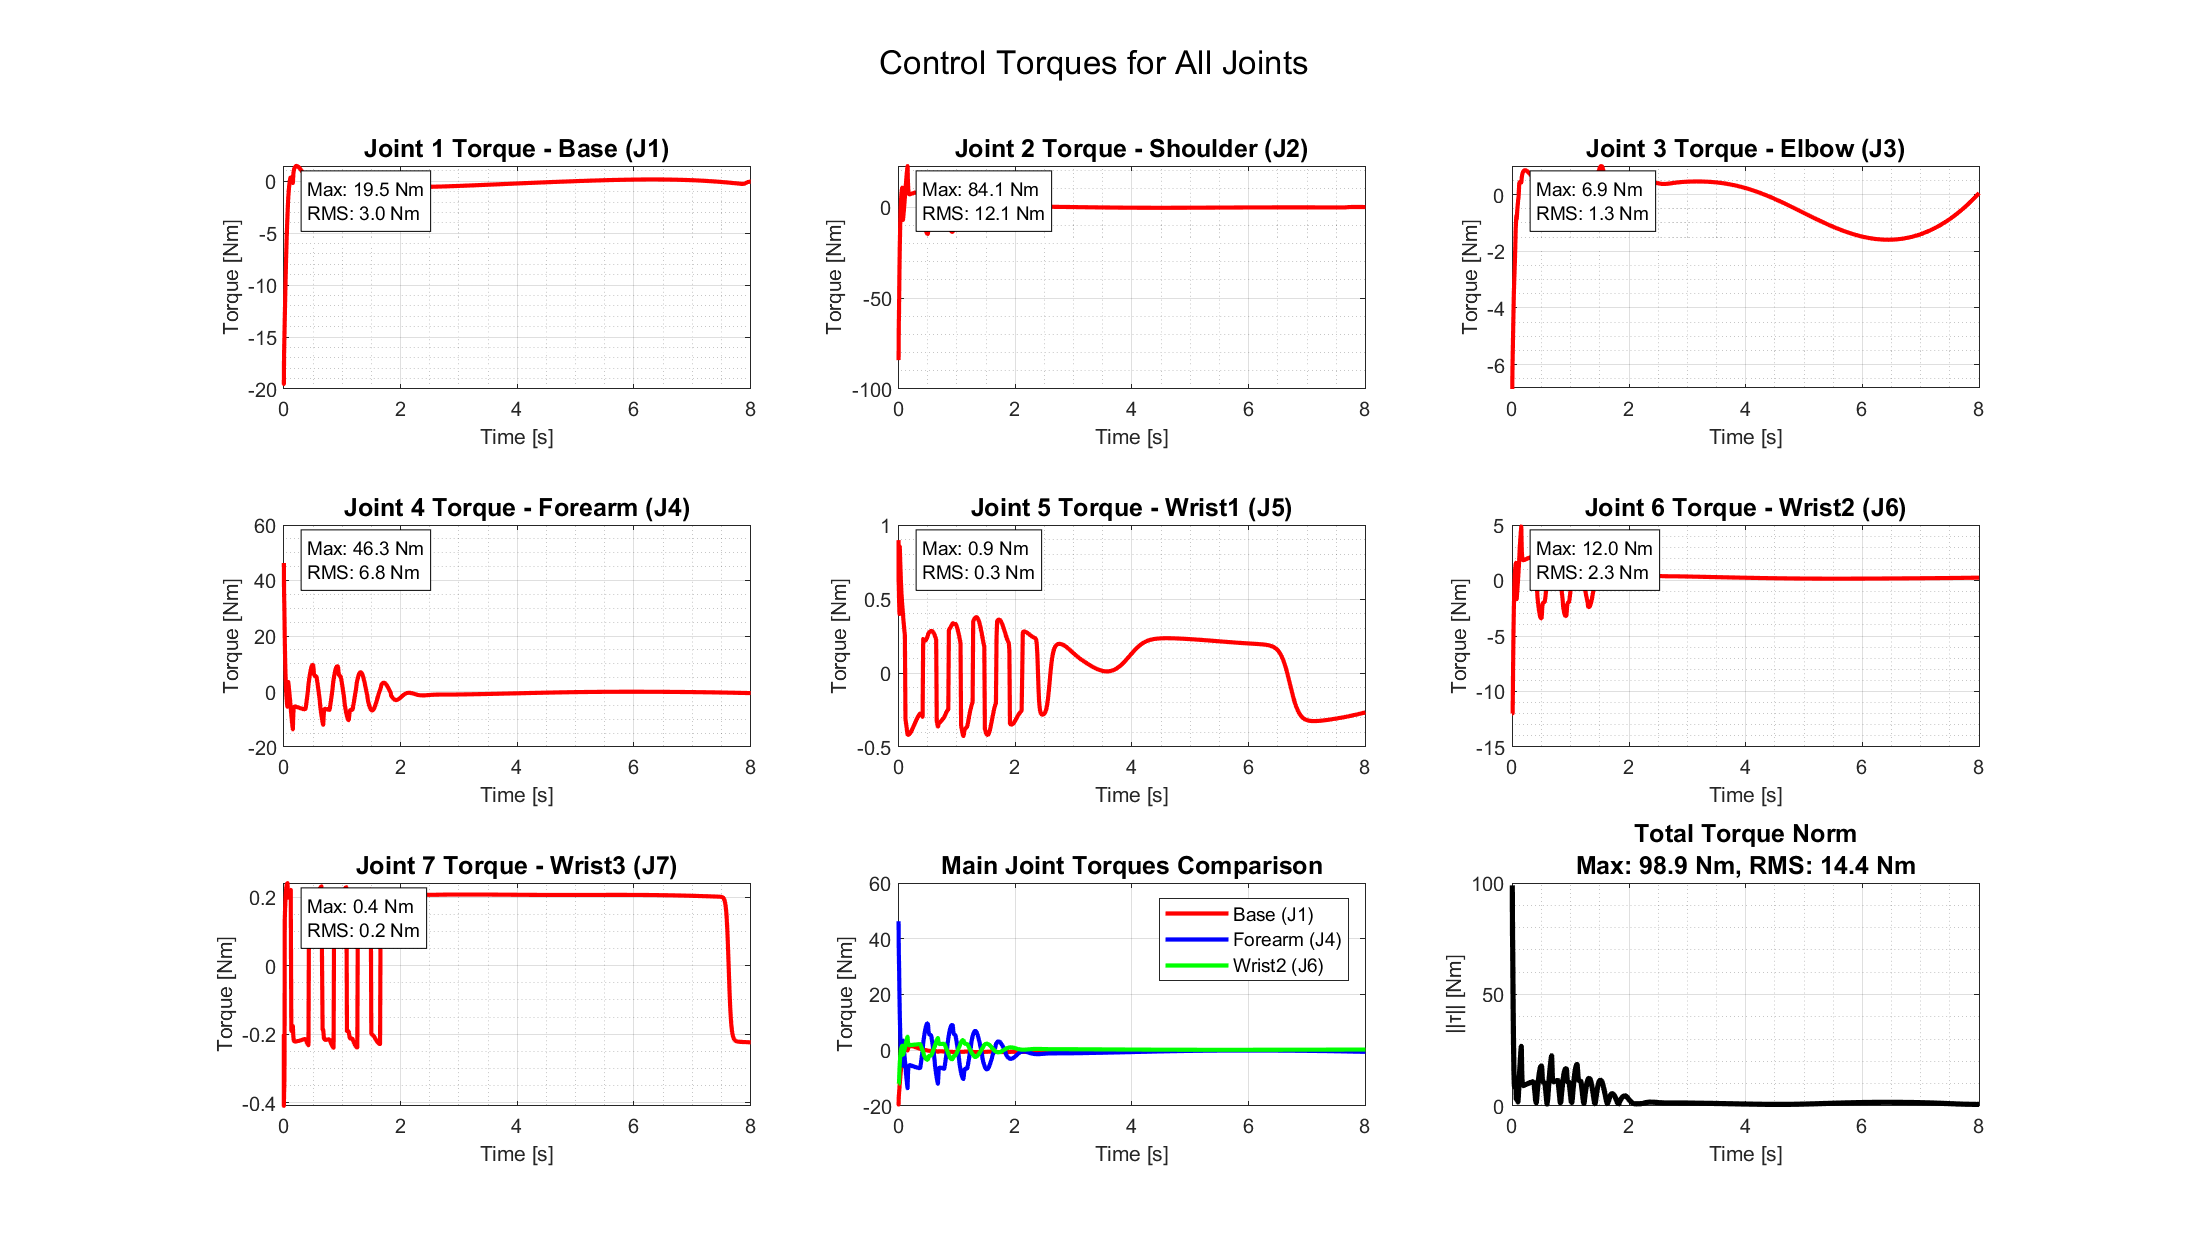 Control Torques for All Joints
Joint 1 Torque - Base (J1)
Max: 19.5 Nm
RMS: 3.0 Nm
Torque [Nm]
0
-5
-10
-15
-20
0 2 4 6 8
Time [s]
Joint 2 Torque - Shoulder (J2)
Max: 84.1 Nm
RMS: 12.1 Nm
Torque [Nm]
0
-50
-100
0 2 4 6 8
Time [s]
Joint 3 Torque - Elbow (J3)
Max: 6.9 Nm
RMS: 1.3 Nm
Torque [Nm]
0
-2
-4
-6
0 2 4 6 8
Time [s]
Joint 4 Torque - Forearm (J4)
Max: 46.3 Nm
RMS: 6.8 Nm
Torque [Nm]
60
40
20
0
-20
0 2 4 6 8
Time [s]
Joint 5 Torque - Wrist1 (J5)
Max: 0.9 Nm
RMS: 0.3 Nm
Torque [Nm]
1
0.5
0
-0.5
0 2 4 6 8
Time [s]
Joint 6 Torque - Wrist2 (J6)
Max: 12.0 Nm
RMS: 2.3 Nm
Torque [Nm]
5
0
-5
-10
-15
0 2 4 6 8
Time [s]
Joint 7 Torque - Wrist3 (J7)
Max: 0.4 Nm
RMS: 0.2 Nm
Torque [Nm]
0.2
0
-0.2
-0.4
0 2 4 6 8
Time [s]
Main Joint Torques Comparison
Base (J1)
Forearm (J4)
Wrist2 (J6)
Torque [Nm]
60
40
20
0
-20
0 2 4 6 8
Time [s]
Total Torque Norm
Max: 98.9 Nm, RMS: 14.4 Nm
||τ|| [Nm]
100
50
0
0 2 4 6 8
Time [s]